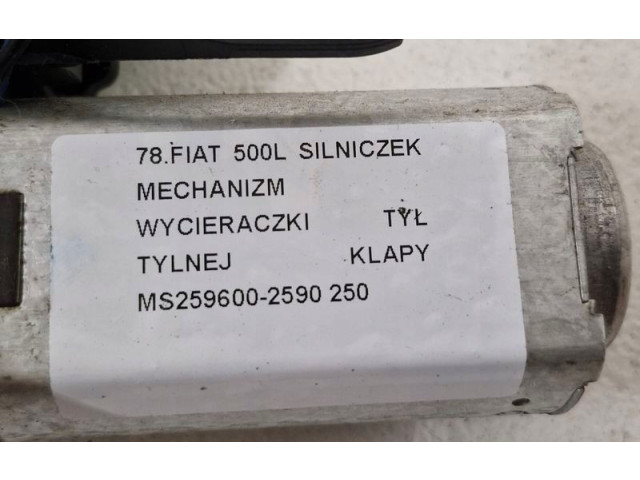 78.FIAT 500L SILNICZEK
MECHANIZM
WYCIERACZKI TYŁ
TYLNEJ KLAPY
MS259600-2590 250